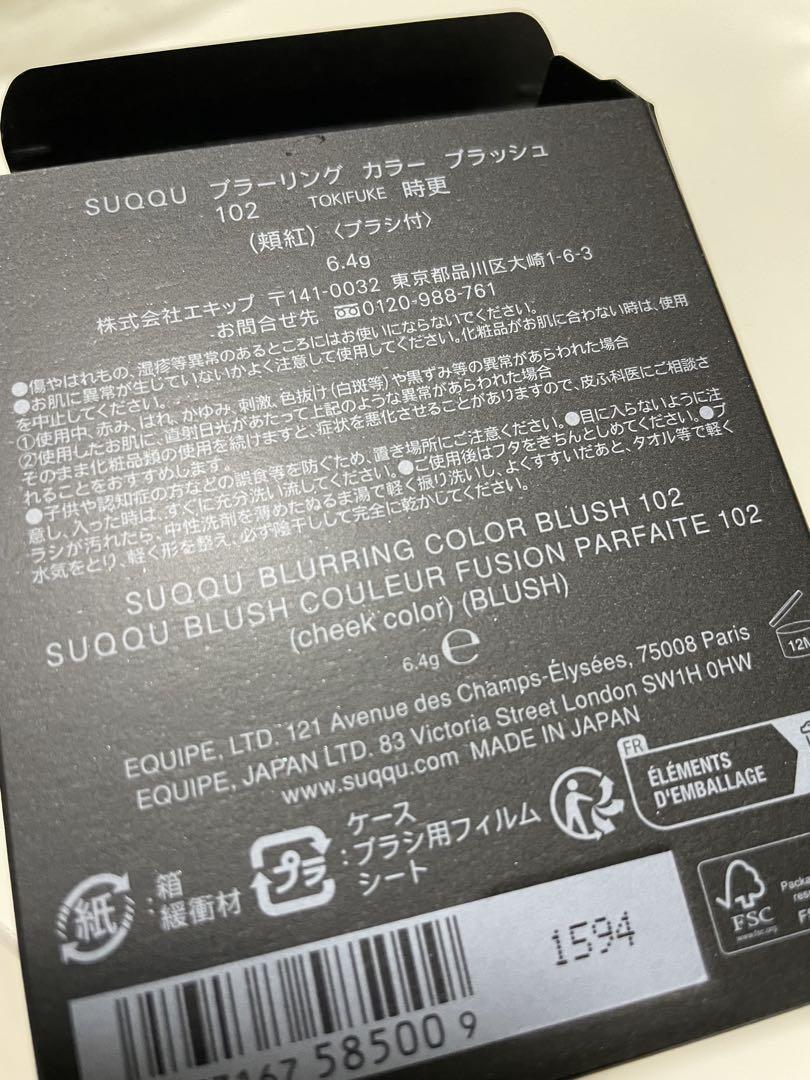 SUQQU ブラーリング カラー ブラッシュ
102 TOKIFUKE 時更
(頬紅)〈ブラシ付〉
6.4g
株式会社エキップ 〒141-0032 東京都品川区大崎1-6-3
お問合せ先 0120-988-761
●傷やはれもの、湿疹等異常のあるところにはお使いにならないでください。
●お肌に異常が生じていないかよく注意して使用してください。化粧品がお肌に合わない時は、使用
を中止してください。
①使用中、赤み、はれ、かゆみ、刺激、色抜け(白斑等)や黒ずみ等の異常があらわれた場合
②使用したお肌に、直射日光があたって上記のような異常があらわれた場合
そのまま化粧品類の使用を続けますと、症状を悪化させることがありますので、皮ふ科医にご相談さ
れることをおすすめします。
●子供や認知症の方などの誤食等を防ぐため、置き場所にご注意ください。●目に入らないように注
意し、入った時は、すぐに充分洗い流してください。●ご使用後はフタをきちんとしめてください。●ブ
ラシが汚れたら、中性洗剤を薄めたぬるま湯で軽く振り洗いし、よくすすいだあと、タオル等で軽く
水気をとり、軽く形を整え、必ず陰干しして完全に乾かしてください。
SUQQU BLURRING COLOR BLUSH 102
SUQQU BLUSH COULEUR FUSION PARFAITE 102
(cheek color) (BLUSH)
6.4g ℮
12M
EQUIPE, LTD. 121 Avenue des Champs-Élysées, 75008 Paris
EQUIPE, JAPAN LTD. 83 Victoria Street London SW1H 0HW
www.suqqu.com MADE IN JAPAN
FR
ÉLÉMENTS
D'EMBALLAGE
紙
:箱
緩衝材
プラ
ケース
:ブラシ用フィルム
シート
FSC
www.fsc.org
1594
58500 9